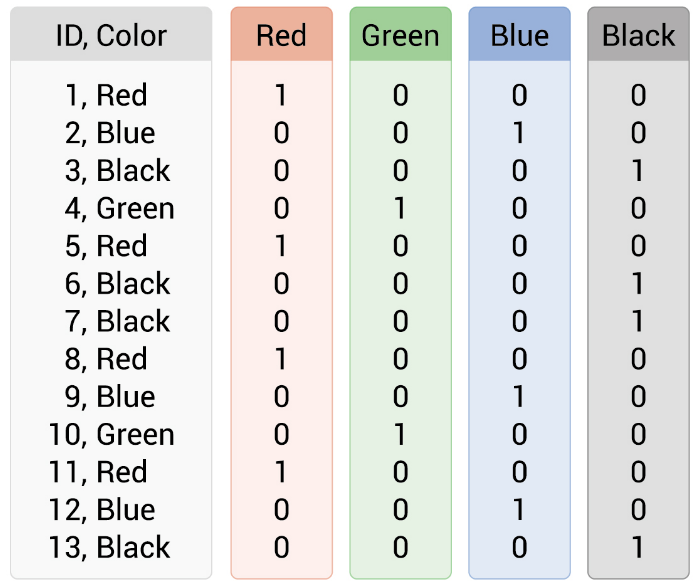 ID, Color Red Green Blue Black
1, Red 1 0 0 0
2, Blue 0 0 1 0
3, Black 0 0 0 1
4, Green 0 1 0 0
5, Red 1 0 0 0
6, Black 0 0 0 1
7, Black 0 0 0 1
8, Red 1 0 0 0
9, Blue 0 0 1 0
10, Green 0 1 0 0
11, Red 1 0 0 0
12, Blue 0 0 1 0
13, Black 0 0 0 1